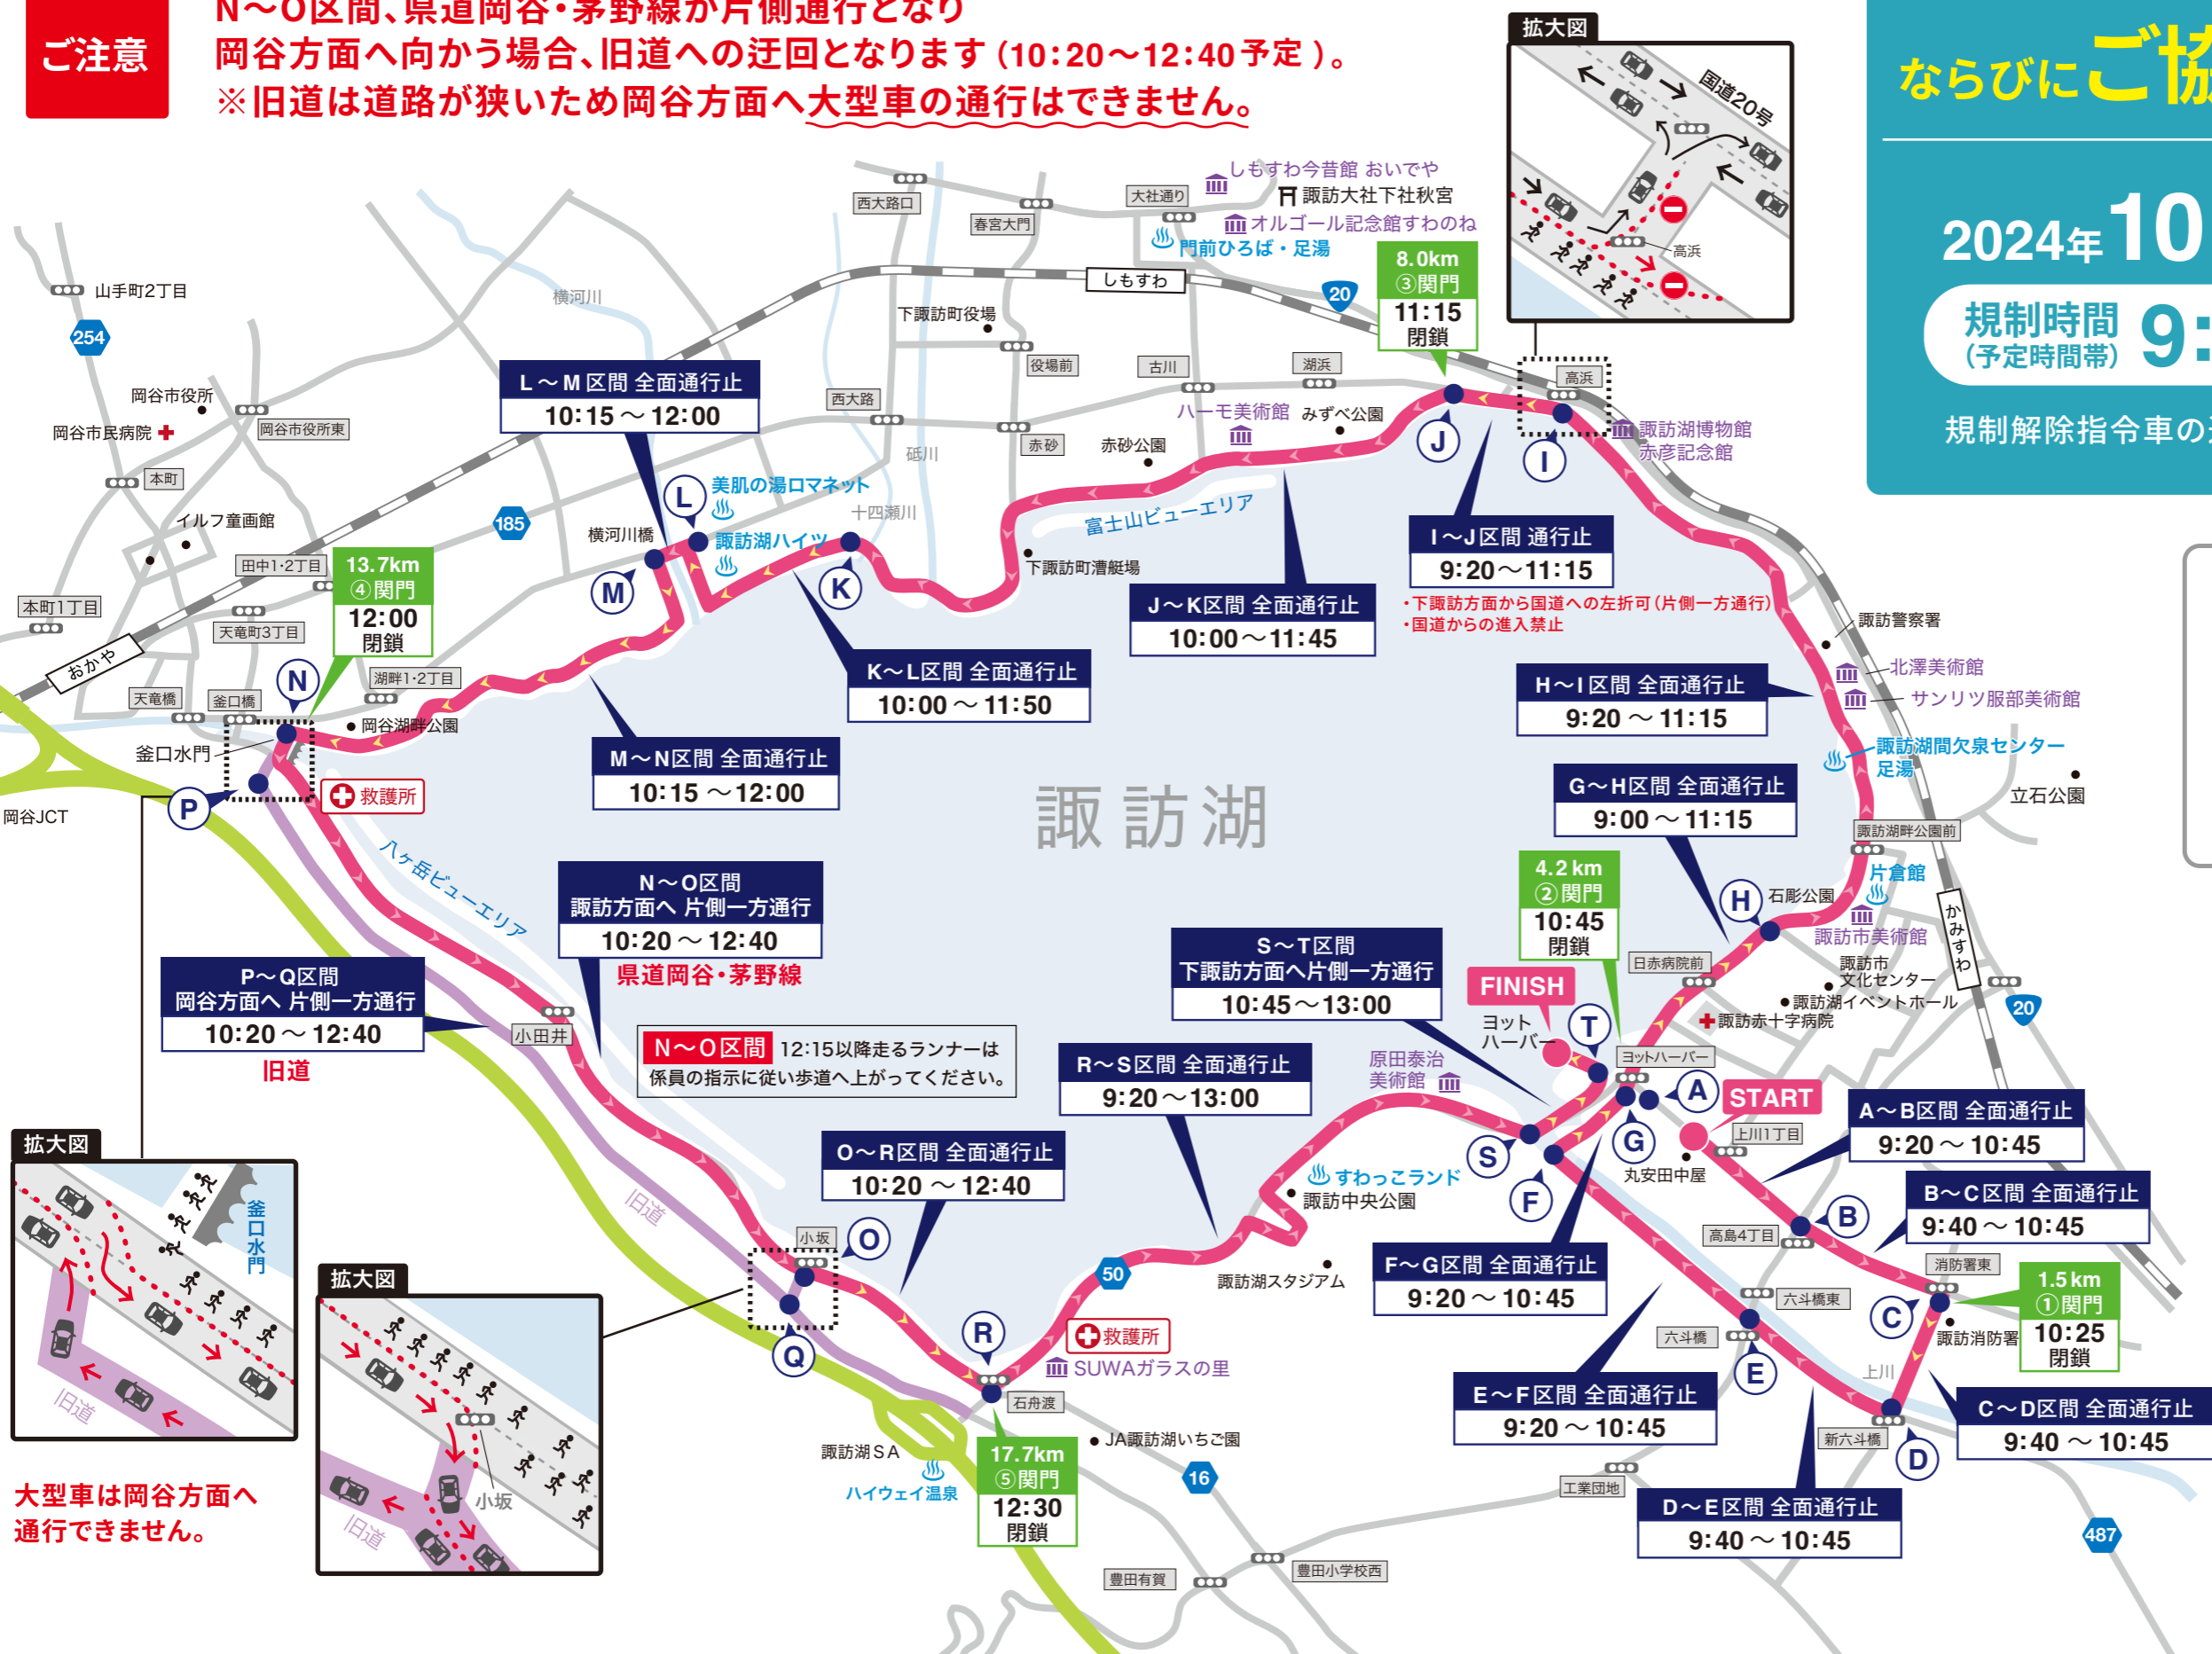 ご注意
N～O区間、県道岡谷・茅野線が片側通行となり
岡谷方面へ向かう場合、旧道への迂回となります（10：20～12：40予定）。
※旧道は道路が狭いため岡谷方面へ大型車の通行はできません。
拡大図
国道20号
高浜
ならびにご協
2024年10
規制時間
（予定時間帯）
9:
規制解除指令車の
しもすわ今昔館 おいでや
諏訪大社下社秋宮
オルゴール記念館すわのね
門前ひろば・足湯
大社通り
西大路口
春宮大門
しもすわ
20
8.0km
③関門
11：15
閉鎖
山手町2丁目
254
横河川
下諏訪町役場
役場前
古川
湖浜
高浜
岡谷市役所
岡谷市民病院
岡谷市役所東
L～M区間 全面通行止
10：15～12：00
西大路
赤砂
赤砂公園
ハーモ美術館
みずべ公園
J
I
諏訪湖博物館
赤彦記念館
本町
砥川
イルフ童画館
185
L
美肌の湯ロマネット
十四瀬川
富士山ビューエリア
横河川橋
諏訪湖ハイツ
I～J区間 通行止
9：20～11：15
・下諏訪方面から国道への左折可（片側一方通行）
・国道からの進入禁止
田中1・2丁目
13.7km
④関門
12：00
閉鎖
M
K
下諏訪町漕艇場
本町1丁目
天竜町3丁目
J～K区間 全面通行止
10：00～11：45
諏訪警察署
おかや
N
湖畔1・2丁目
K～L区間 全面通行止
10：00～11：50
H～I区間 全面通行止
9：20～11：15
北澤美術館
サンリツ服部美術館
天竜橋
釜口橋
岡谷湖畔公園
釜口水門
M～N区間 全面通行止
10：15～12：00
諏訪湖間欠泉センター
足湯
立石公園
救護所
P
岡谷JCT
諏訪湖
G～H区間 全面通行止
9：00～11：15
諏訪湖畔公園前
八ヶ岳ビューエリア
N～O区間
諏訪方面へ 片側一方通行
10：20～12：40
県道岡谷・茅野線
4.2km
②関門
10：45
閉鎖
H
石彫公園
片倉館
諏訪市美術館
かみすわ
S～T区間
下諏訪方面へ片側一方通行
10：45～13：00
日赤病院前
諏訪市
文化センター
諏訪湖イベントホール
諏訪赤十字病院
20
P～Q区間
岡谷方面へ 片側一方通行
10：20～12：40
旧道
小田井
FINISH
ヨット
ハーバー
T
ヨットハーバー
N～O区間 12：15以降走るランナーは
係員の指示に従い歩道へ上がってください。
R～S区間 全面通行止
9：20～13：00
原田泰治
美術館
A
START
A～B区間 全面通行止
9：20～10：45
上川1丁目
G
S
丸安田中屋
拡大図
釜口水門
旧道
大型車は岡谷方面へ
通行できません。
O～R区間 全面通行止
10：20～12：40
すわっこランド
諏訪中央公園
F
B～C区間 全面通行止
9：40～10：45
B
高島4丁目
旧道
小坂
O
F～G区間 全面通行止
9：20～10：45
消防署東
拡大図
小坂
旧道
50
諏訪湖スタジアム
1.5km
①関門
10：25
閉鎖
六斗橋東
C
諏訪消防署
六斗橋
Q
R
救護所
SUWAガラスの里
E
上川
石舟渡
E～F区間 全面通行止
9：20～10：45
C～D区間 全面通行止
9：40～10：45
諏訪湖SA
17.7km
⑤関門
12：30
閉鎖
JA諏訪湖いちご園
新六斗橋
D
ハイウェイ温泉
16
工業団地
D～E区間 全面通行止
9：40～10：45
487
豊田有賀
豊田小学校西